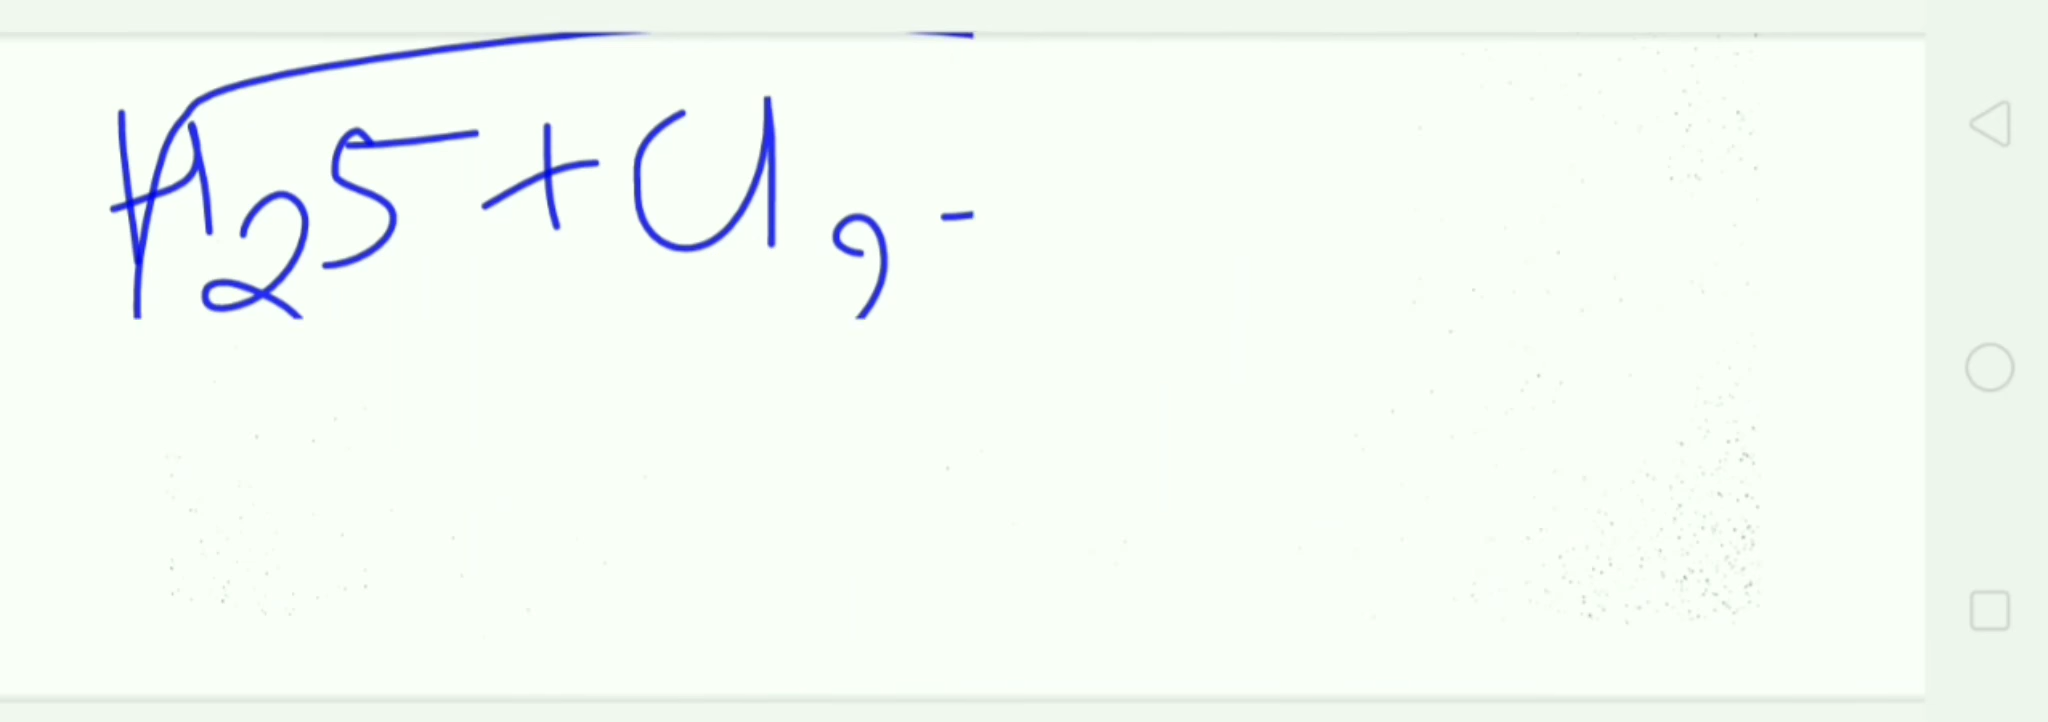 H₂S + Cl₂ -